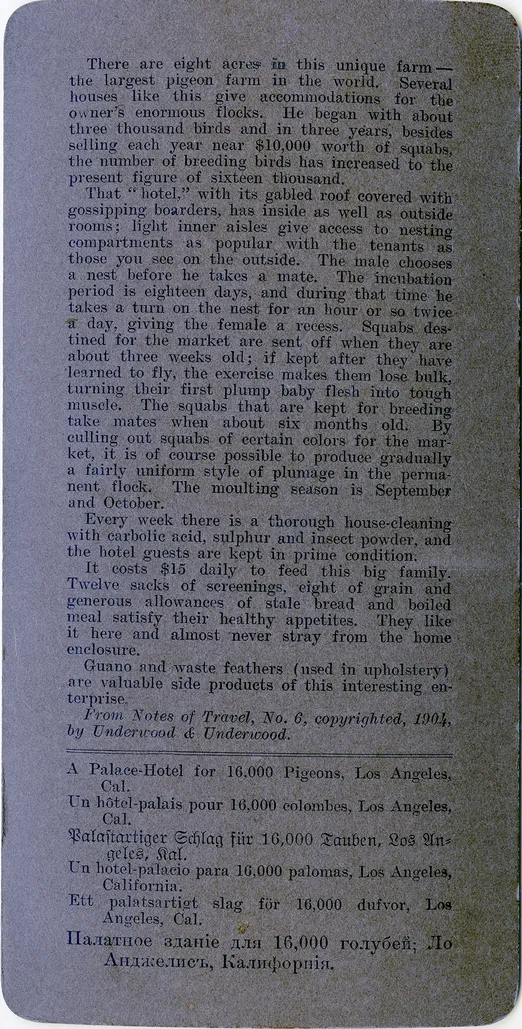 There are eight acres in this unique farm —
the largest pigeon farm in the world. Several
houses like this give accommodations for the
owner's enormous flocks. He began with about
three thousand birds and in three years, besides
selling each year near $10,000 worth of squabs,
the number of breeding birds has increased to the
present figure of sixteen thousand.
That "hotel," with its gabled roof covered with
gossipping boarders, has inside as well as outside
rooms; light inner aisles give access to nesting
compartments as popular with the tenants as
those you see on the outside. The male chooses
a nest before he takes a mate. The incubation
period is eighteen days, and during that time he
takes a turn on the nest for an hour or so twice
a day, giving the female a recess. Squabs des-
tined for the market are sent off when they are
about three weeks old; if kept after they have
learned to fly, the exercise makes them lose bulk,
turning their first plump baby flesh into tough
muscle. The squabs that are kept for breeding
take mates when about six months old. By
culling out squabs of certain colors for the mar-
ket, it is of course possible to produce gradually
a fairly uniform style of plumage in the perma-
nent flock. The moulting season is September
and October.
Every week there is a thorough house-cleaning
with carbolic acid, sulphur and insect powder, and
the hotel guests are kept in prime condition.
It costs $15 daily to feed this big family.
Twelve sacks of screenings, eight of grain and
generous allowances of stale bread and boiled
meal satisfy their healthy appetites. They like
it here and almost never stray from the home
enclosure.
Guano and waste feathers (used in upholstery)
are valuable side products of this interesting en-
terprise.
From Notes of Travel, No. 6, copyrighted, 1904,
by Underwood & Underwood.
A Palace-Hotel for 16,000 Pigeons, Los Angeles,
Cal.
Un hôtel-palais pour 16,000 colombes, Los Angeles,
Cal.
Palaſtartiger Schlag für 16,000 Tauben, Los An-
geles, Kal.
Un hotel-palacio para 16,000 palomas, Los Angeles,
California.
Ett palatsartigt slag för 16,000 dufvor, Los
Angeles, Cal.
Палатное зданіе для 16,000 голубей; Ло
Анджелисъ, Калифорнія.